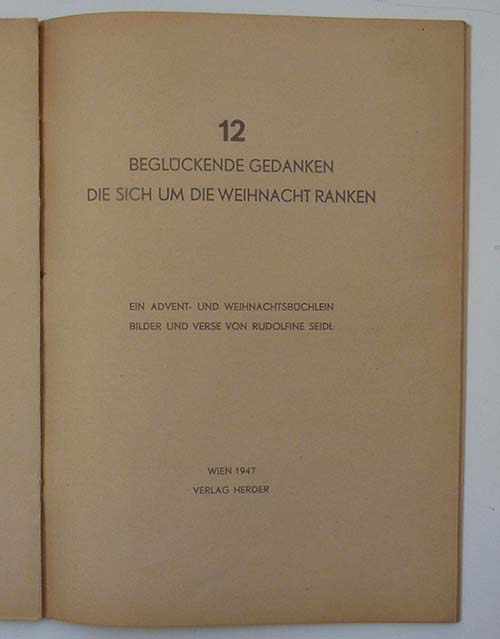 12
BEGLÜCKENDE GEDANKEN
DIE SICH UM DIE WEIHNACHT RANKEN
EIN ADVENT- UND WEIHNACHTSBÜCHLEIN
BILDER UND VERSE VON RUDOLFINE SEIDL
WIEN 1947
VERLAG HERDER